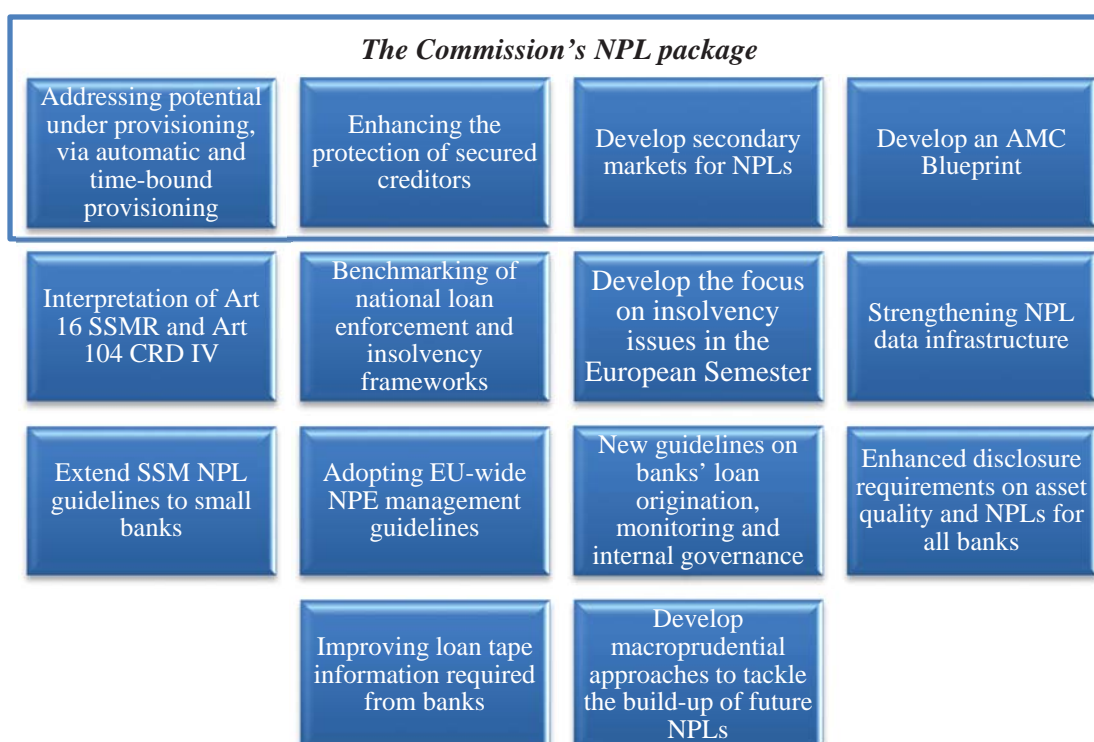 The Commission's NPL package
Addressing potential
under provisioning,
via automatic and
time-bound
provisioning
Enhancing the
protection of secured
creditors
Develop secondary
markets for NPLs
Develop an AMC
Blueprint
Interpretation of Art
16 SSMR and Art
104 CRD IV
Benchmarking of
national loan
enforcement and
insolvency
frameworks
Develop the focus
on insolvency
issues in the
European Semester
Strengthening NPL
data infrastructure
Extend SSM NPL
guidelines to small
banks
Adopting EU-wide
NPE management
guidelines
New guidelines on
banks' loan
origination,
monitoring and
internal governance
Enhanced disclosure
requirements on asset
quality and NPLs for
all banks
Improving loan tape
information required
from banks
Develop
macroprudential
approaches to tackle
the build-up of future
NPLs